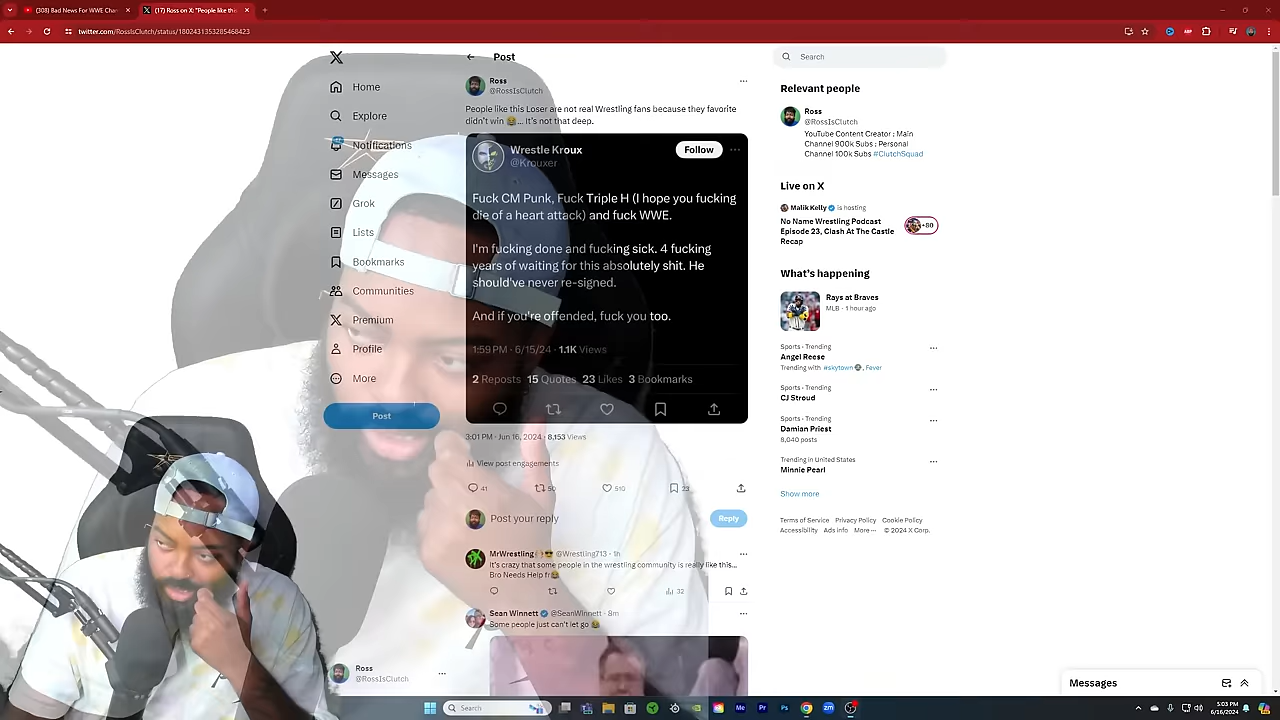 (308) Bad News For WWE Cha
(17) Ross on X: "People like thi
twitter.com/RossIsClutch/status/1802431353285468423
Home
Explore
Notifications
Messages
Grok
Lists
Bookmarks
Communities
Premium
Profile
More
Post
Ross
@RossIsClutch
Post
Ross
@RossIsClutch
People like this Loser are not real Wrestling fans because they favorite
didn't win 😂... It's not that deep.
Wrestle Kroux
@Krouxer
Follow
Fuck CM Punk, Fuck Triple H (I hope you fucking
die of a heart attack) and fuck WWE.
I'm fucking done and fucking sick. 4 fucking
years of waiting for this absolutely shit. He
should've never re-signed.
And if you're offended, fuck you too.
1:59 PM · 6/15/24 · 1.1K Views
2 Reposts 15 Quotes 23 Likes 3 Bookmarks
3:01 PM · Jun 16, 2024 · 8,153 Views
View post engagements
41 50 510 23
Post your reply
Reply
MrWrestling @Wrestling713 · 1h
It's crazy that some people in the wrestling community is really like this...
Bro Needs Help fr😂
32
Sean Winnett @SeanWinnett · 8m
Some people just can't let go 😂
Search
Relevant people
Ross
@RossIsClutch
YouTube Content Creator ; Main
Channel 900k Subs ; Personal
Channel 100k Subs #ClutchSquad
Live on X
Malik Kelly is hosting
No Name Wrestling Podcast
Episode 23, Clash At The Castle
Recap
+80
What's happening
Rays at Braves
MLB · 1 hour ago
Sports · Trending
Angel Reese
Trending with #skytown, Fever
Sports · Trending
CJ Stroud
Sports · Trending
Damian Priest
8,040 posts
Trending in United States
Minnie Pearl
Show more
Terms of Service Privacy Policy Cookie Policy
Accessibility Ads info More ··· © 2024 X Corp.
Messages
Search
5:03 PM
6/16/2024